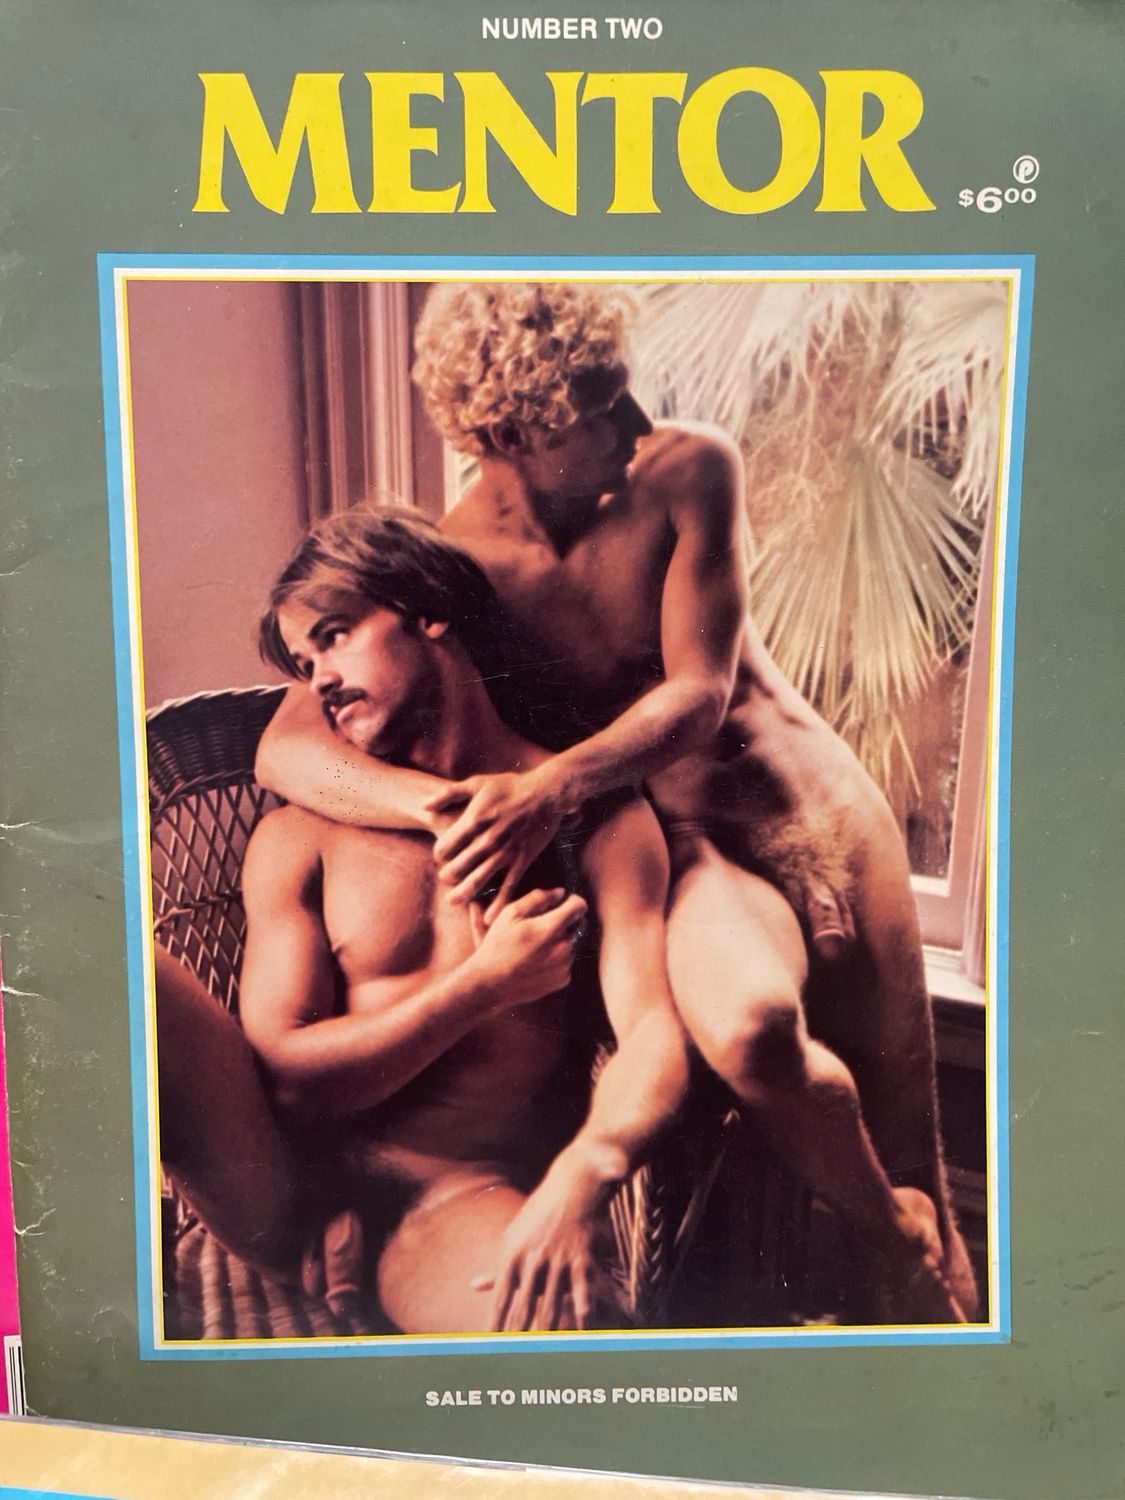 NUMBER TWO
MENTOR
P
$6.00
SALE TO MINORS FORBIDDEN